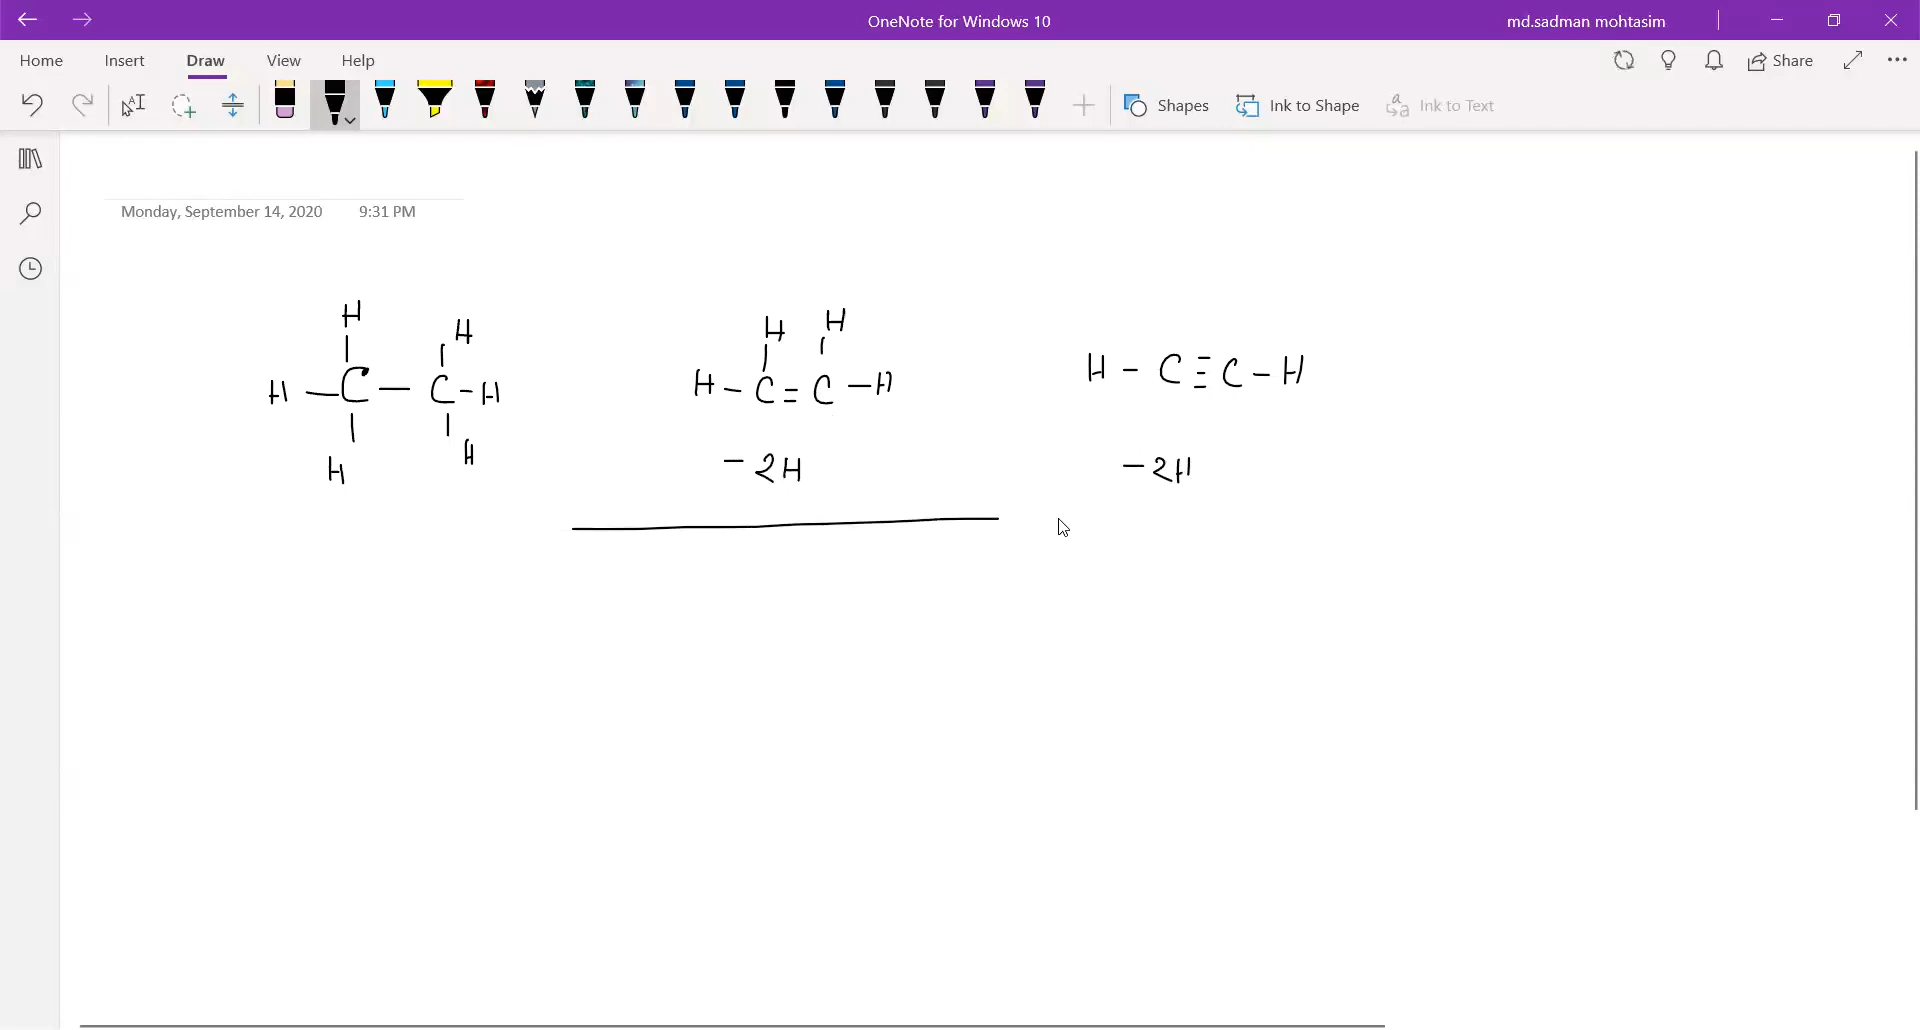 OneNote for Windows 10
md.sadman mohtasim
Home Insert Draw View Help
Share
Shapes Ink to Shape Ink to Text
Monday, September 14, 2020 9:31 PM
H H H H
H — C — C - H H - C = C — H H - C ≡ C - H
H H - 2H - 2H